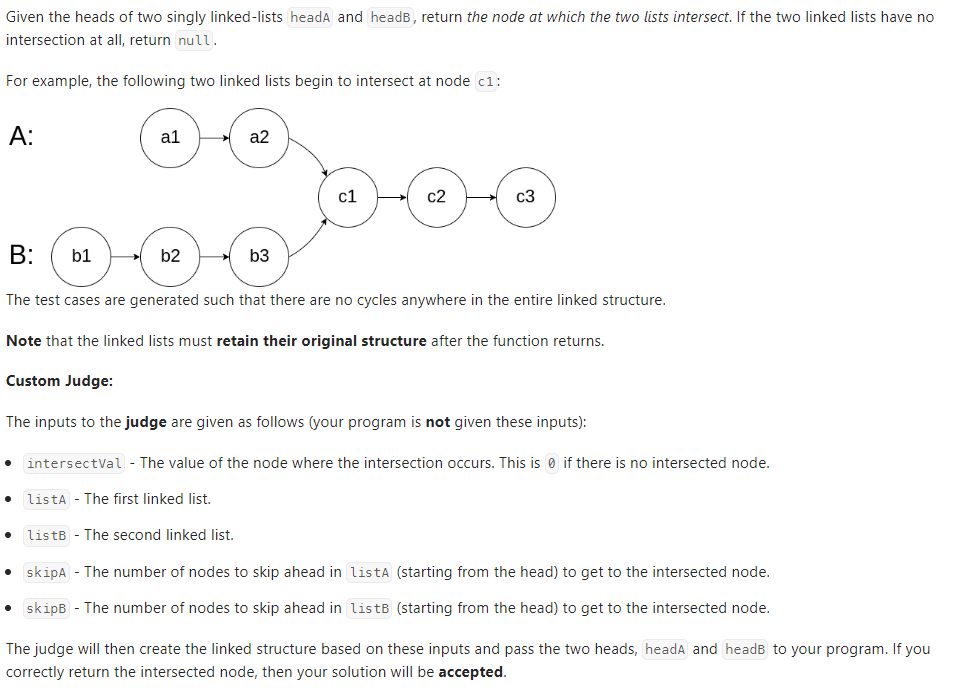 Given the heads of two singly linked-lists headA and headB, return the node at which the two lists intersect. If the two linked lists have no
intersection at all, return null.
For example, the following two linked lists begin to intersect at node c1:
A:
a1
a2
c1
c2
c3
B:
b1
b2
b3
The test cases are generated such that there are no cycles anywhere in the entire linked structure.
Note that the linked lists must retain their original structure after the function returns.
Custom Judge:
The inputs to the judge are given as follows (your program is not given these inputs):
• intersectVal - The value of the node where the intersection occurs. This is 0 if there is no intersected node.
• listA - The first linked list.
• listB - The second linked list.
• skipA - The number of nodes to skip ahead in listA (starting from the head) to get to the intersected node.
• skipB - The number of nodes to skip ahead in listB (starting from the head) to get to the intersected node.
The judge will then create the linked structure based on these inputs and pass the two heads, headA and headB to your program. If you
correctly return the intersected node, then your solution will be accepted.